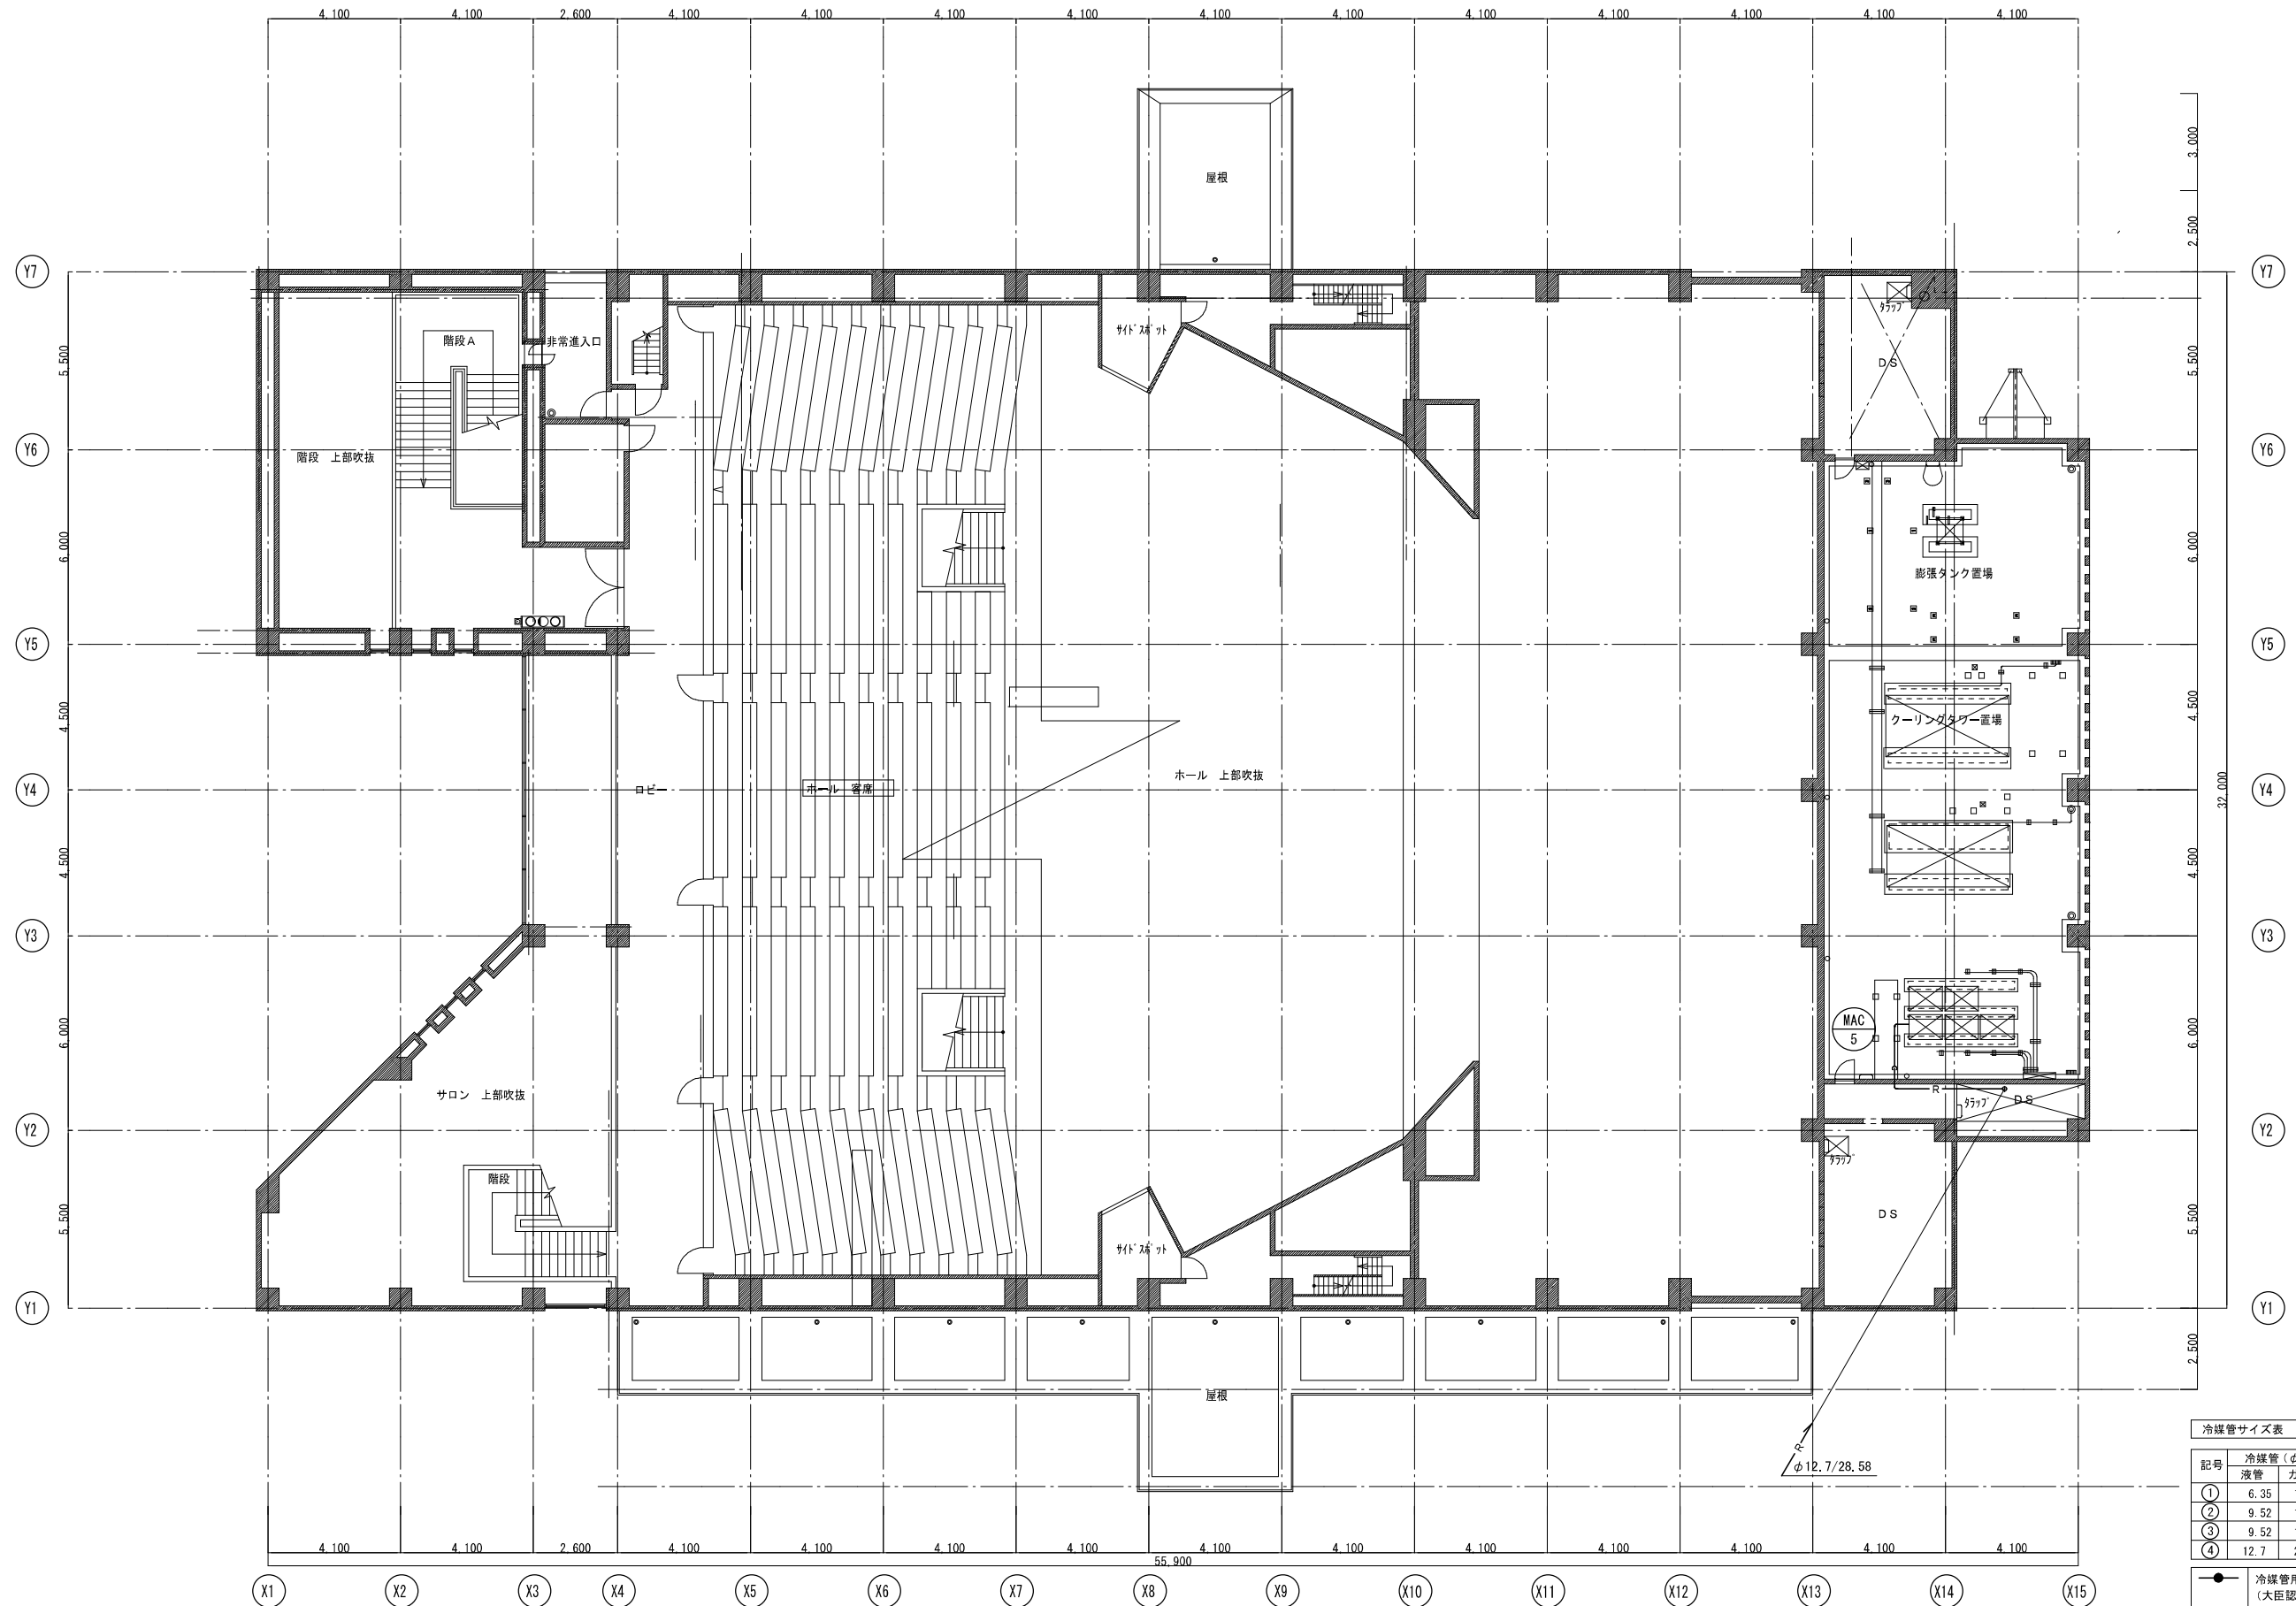 4,100 4,100 2,600 4,100 4,100 4,100 4,100 4,100 4,100 4,100 4,100 4,100 4,100 4,100
3,000
屋根
2,500
Y7 Y7
サイドスポット
タラップ
階段A
非常進入口
5,500 5,500
DS
Y6 Y6
階段 上部吹抜
6,000 6,000
膨張タンク置場
Y5 Y5
4,500 4,500
クーリングタワー置場
ホール 上部吹抜
Y4 ロビー ホール 客席 32,000 Y4
4,500 4,500
Y3 Y3
MAC
5
6,000 6,000
サロン 上部吹抜
R
タラップ DS
Y2 Y2
タラップ
階段
5,500 DS 5,500
サイドスポット
Y1 Y1
2,500
屋根
冷媒管サイズ表
R
φ12.7/28.58
記号 冷媒管(φ
液管
1 6.35
2 9.52
3 9.52
4 12.7
4,100 4,100 2,600 4,100 4,100 4,100 4,100 4,100 4,100 4,100 4,100 4,100 4,100 4,100
55,900
X1 X2 X3 X4 X5 X6 X7 X8 X9 X10 X11 X12 X13 X14 X15
冷媒管用
(大臣認